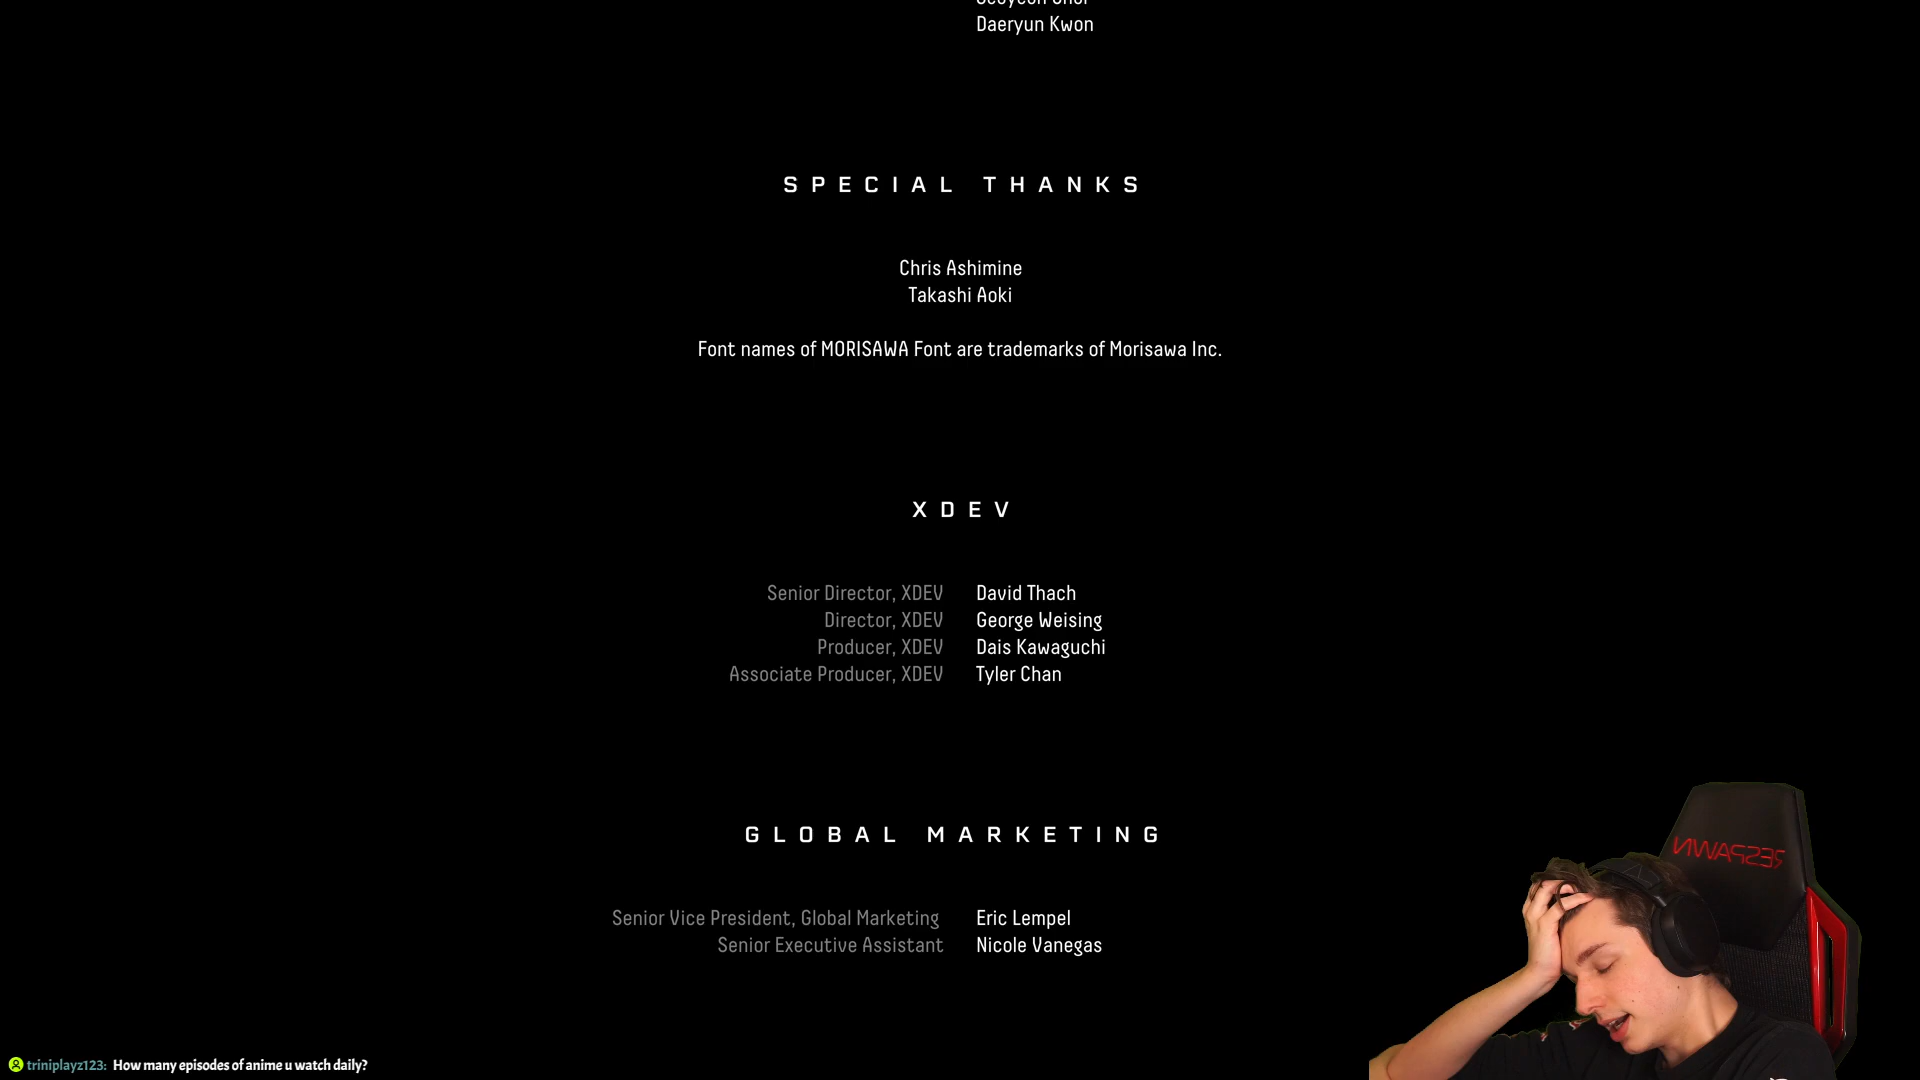 Daeryun Kwon
SPECIAL THANKS
Chris Ashimine
Takashi Aoki
Font names of MORISAWA Font are trademarks of Morisawa Inc.
XDEV
Senior Director, XDEV David Thach
Director, XDEV George Weising
Producer, XDEV Dais Kawaguchi
Associate Producer, XDEV Tyler Chan
GLOBAL MARKETING
Senior Vice President, Global Marketing Eric Lempel
Senior Executive Assistant Nicole Vanegas
RESPAWN
triniplayz123: How many episodes of anime u watch daily?